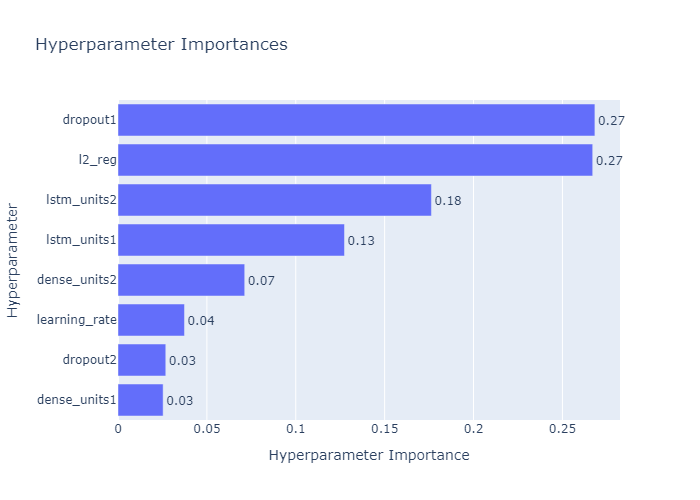 Hyperparameter Importances
Hyperparameter
dropout1 0.27
l2_reg 0.27
lstm_units2 0.18
lstm_units1 0.13
dense_units2 0.07
learning_rate 0.04
dropout2 0.03
dense_units1 0.03
0 0.05 0.1 0.15 0.2 0.25
Hyperparameter Importance